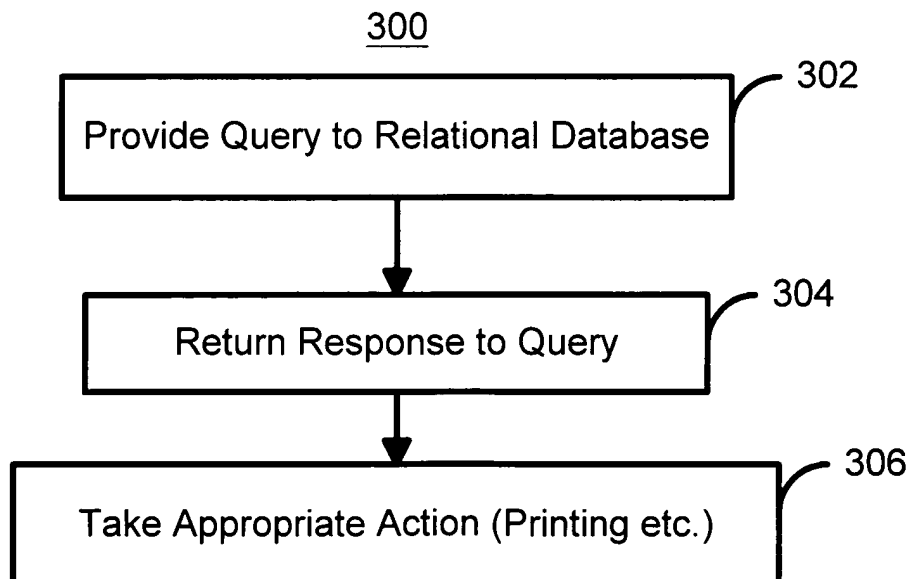 300
302
Provide Query to Relational Database
304
Return Response to Query
306
Take Appropriate Action (Printing etc.)